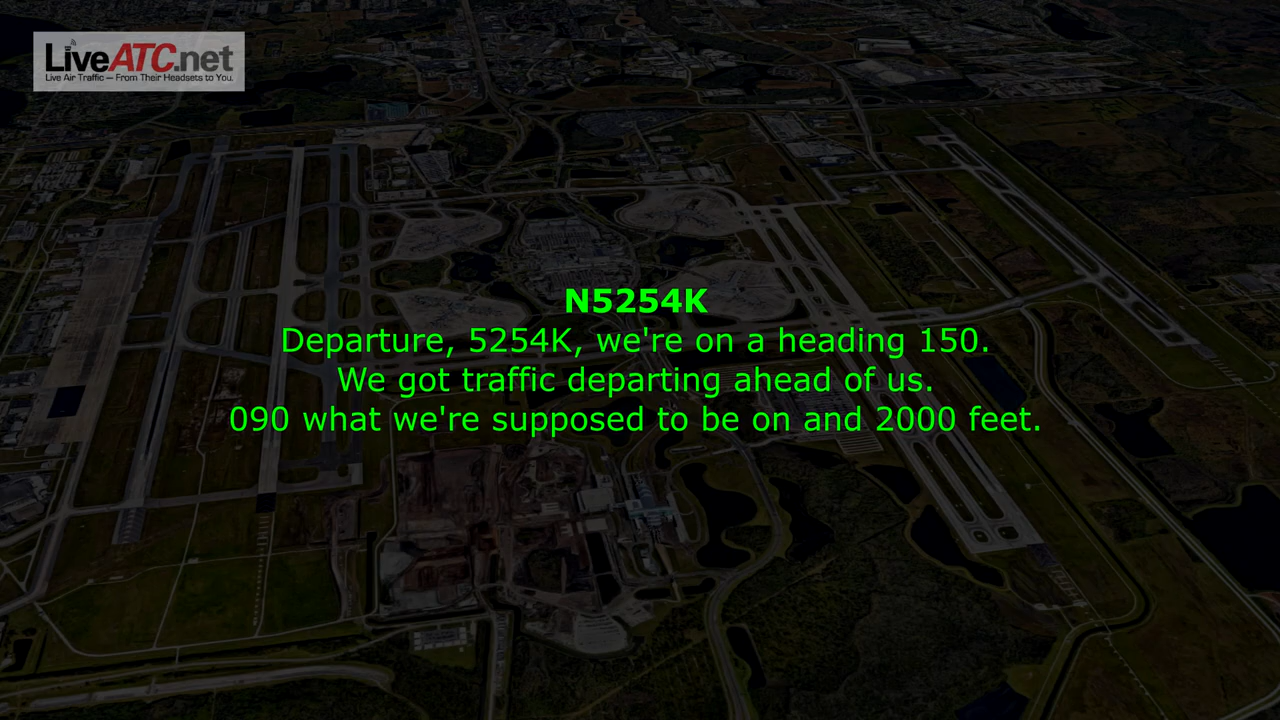 LiveATC.net
Live Air Traffic — From Their Headsets to You.
N5254K
Departure, 5254K, we're on a heading 150.
We got traffic departing ahead of us.
090 what we're supposed to be on and 2000 feet.